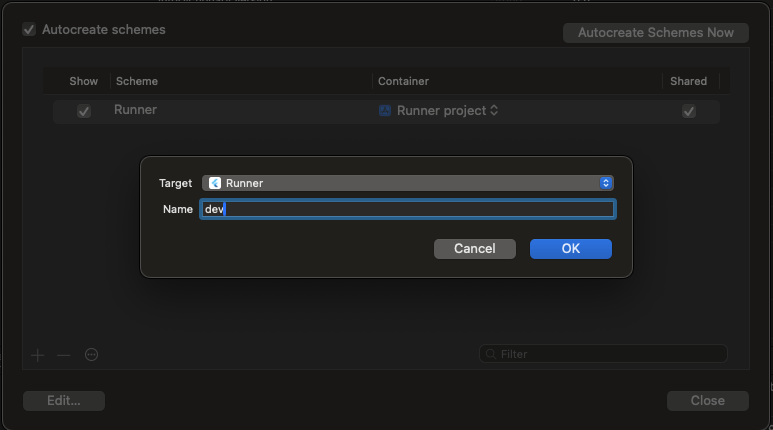 Autocreate schemes
Autocreate Schemes Now
Show Scheme Container Shared
Runner Runner project
Target Runner
Name dev
Cancel OK
Filter
Edit... Close